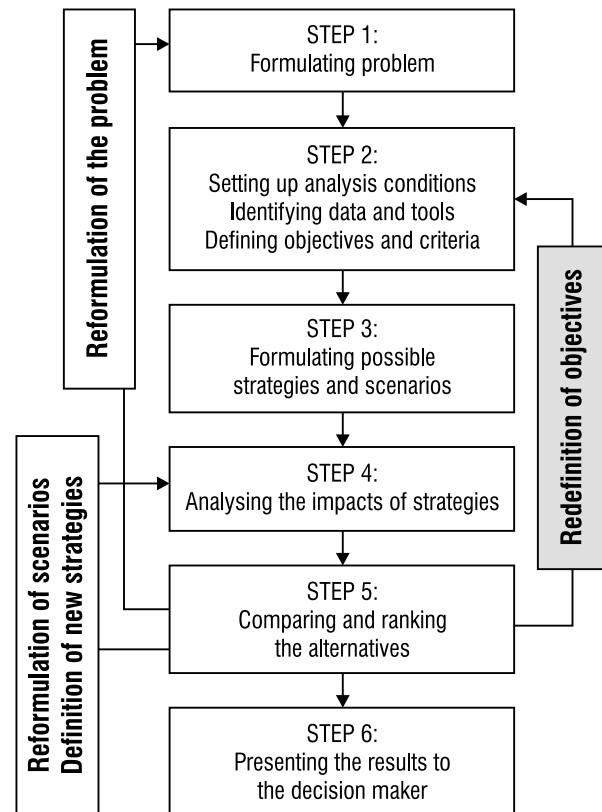 STEP 1:
Formulating problem
STEP 2:
Setting up analysis conditions
Identifying data and tools
Defining objectives and criteria
STEP 3:
Formulating possible
strategies and scenarios
STEP 4:
Analysing the impacts of strategies
STEP 5:
Comparing and ranking
the alternatives
STEP 6:
Presenting the results to
the decision maker
Reformulation of the problem
Reformulation of scenarios
Definition of new strategies
Redefinition of objectives